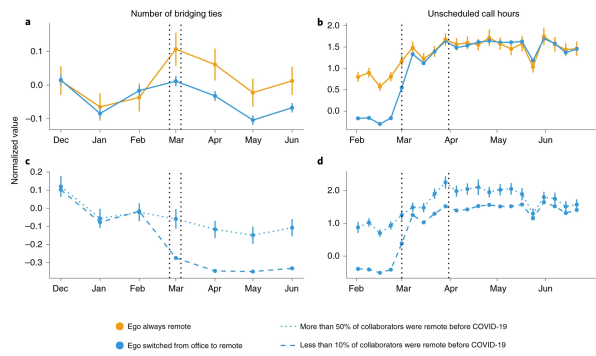 a Number of bridging ties
0.1
0.0
–0.1
Dec Jan Feb Mar Apr May Jun
b Unscheduled call hours
2.0
1.5
1.0
0.5
0.0
Feb Mar Apr May Jun
Normalized value
c
0.2
0.1
0.0
–0.1
–0.2
–0.3
Dec Jan Feb Mar Apr May Jun
d
2.0
1.0
0.0
Feb Mar Apr May Jun
Ego always remote
More than 50% of collaborators were remote before COVID-19
Ego switched from office to remote
Less than 10% of collaborators were remote before COVID-19